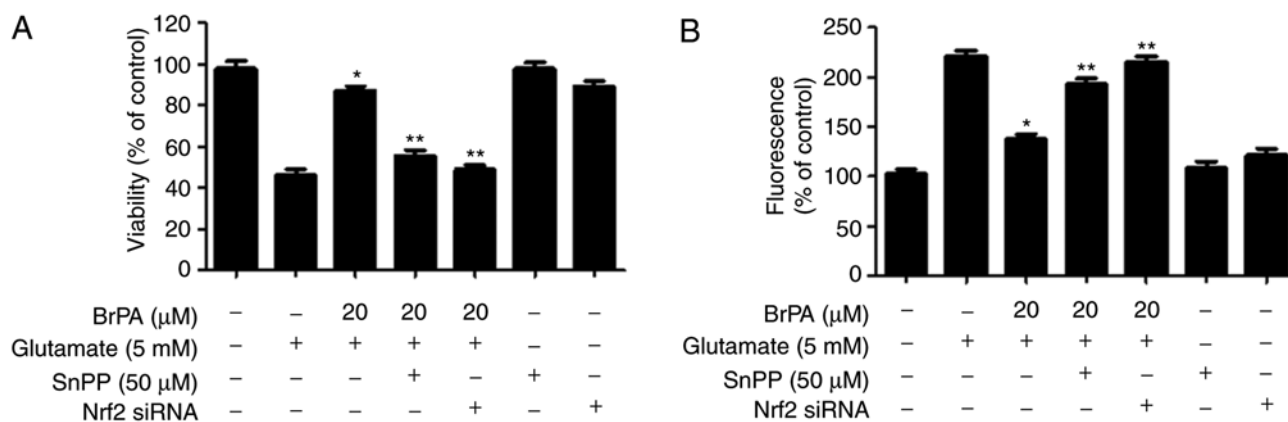 A
Viability (% of control)
120
100
80
60
40
20
0
*
**
**
BrPA (μM) – – 20 20 20 – –
Glutamate (5 mM) – + + + + – –
SnPP (50 μM) – – – + – + –
Nrf2 siRNA – – – – + – +
B
Fluorescence
(% of control)
250
200
150
100
50
0
*
**
**
BrPA (μM) – – 20 20 20 – –
Glutamate (5 mM) – + + + + – –
SnPP (50 μM) – – – + – + –
Nrf2 siRNA – – – – + – +